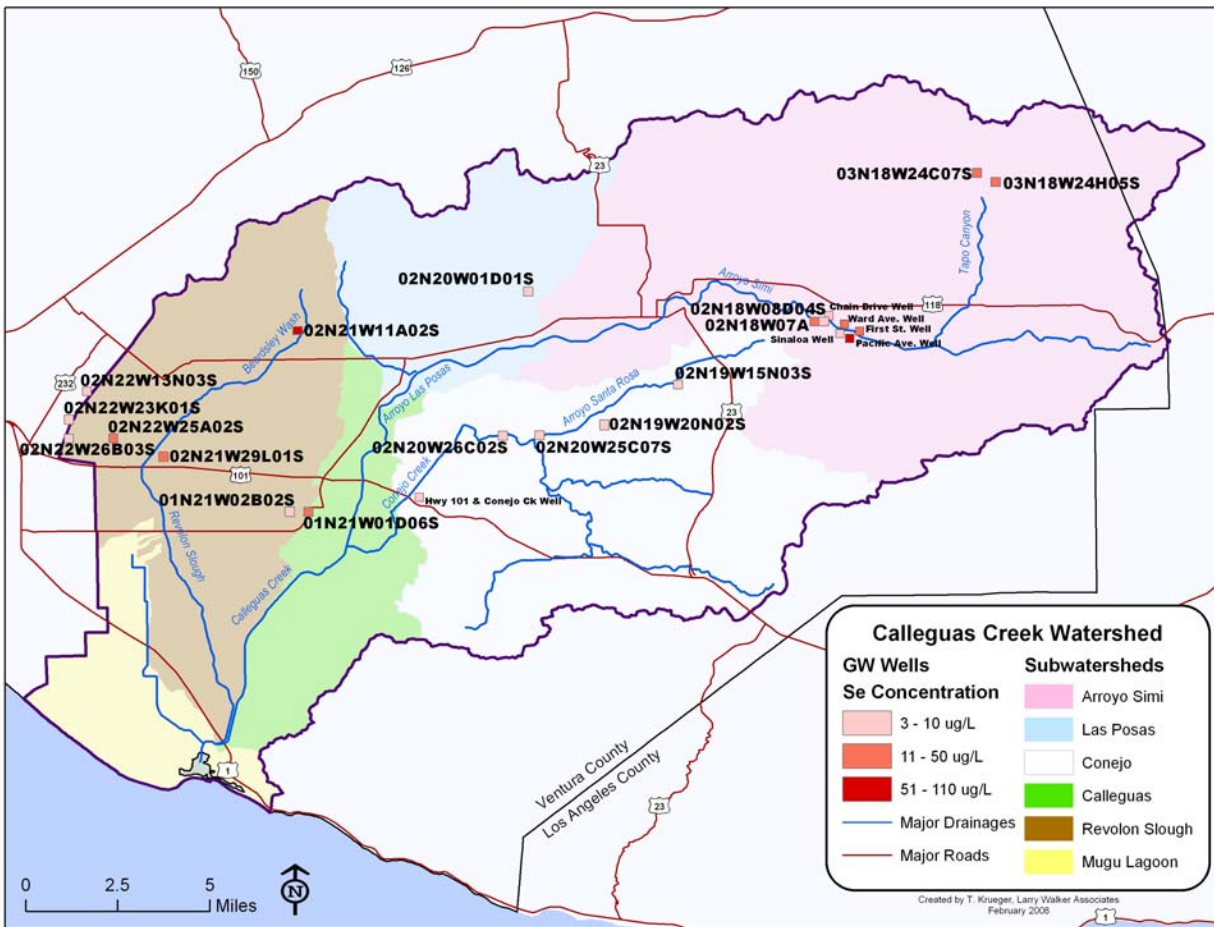 150
126
23
03N18W24C07S
03N18W24H05S
Tapo Canyon
02N20W01D01S
Arroyo Simi
118
02N18W08D04S
Chain Drive Well
02N18W07A
Ward Ave. Well
First St. Well
Sinaloa Well
Pacific Ave. Well
02N21W11A02S
Beardsley Wash
232
02N22W13N03S
02N22W23K01S
02N22W25A02S
02N22W26B03S
02N21W29L01S
Arroyo Las Posas
Arroyo Santa Rosa
02N19W15N03S
23
02N19W20N02S
02N20W26C02S
02N20W25C07S
101
Conejo Creek
Hwy 101 & Conejo Ck Well
01N21W02B02S
01N21W01D06S
Revolon Slough
Calleguas Creek
1
Ventura County
Los Angeles County
23
Calleguas Creek Watershed
GW Wells
Se Concentration
3 - 10 ug/L
11 - 50 ug/L
51 - 110 ug/L
Major Drainages
Major Roads
Subwatersheds
Arroyo Simi
Las Posas
Conejo
Calleguas
Revolon Slough
Mugu Lagoon
0 2.5 5
Miles
N
Created by T. Krueger, Larry Walker Associates
February 2008
1